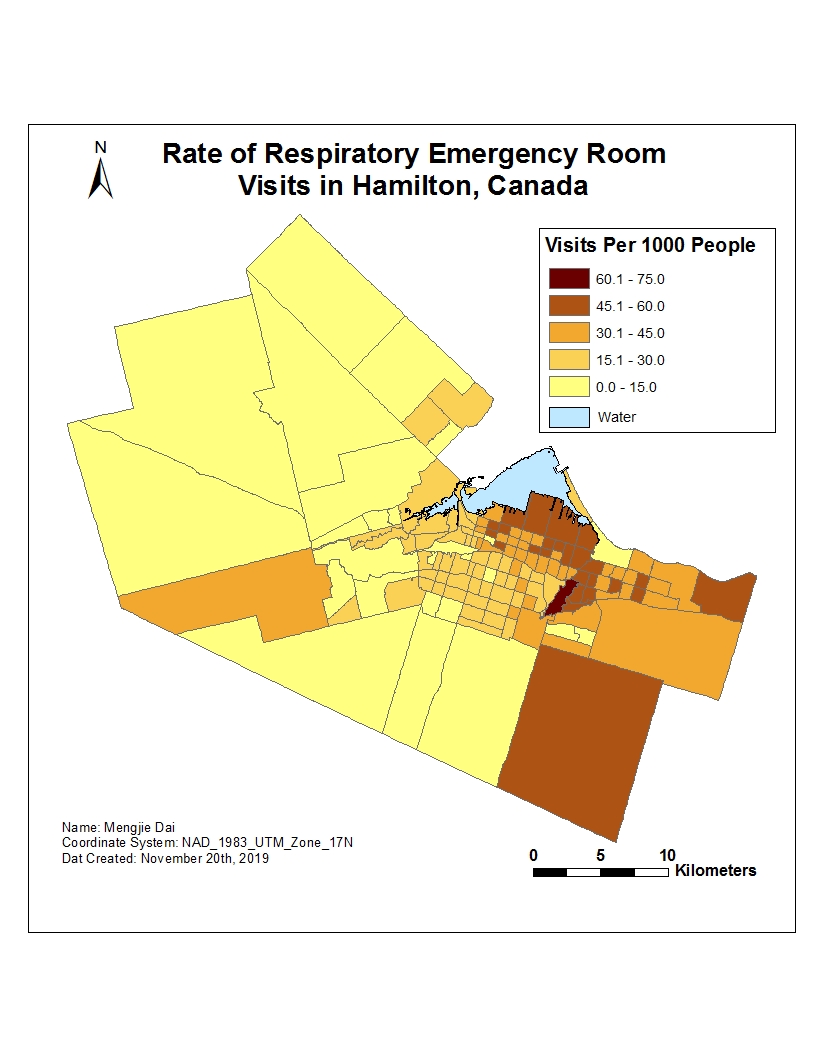 N
Rate of Respiratory Emergency Room
Visits in Hamilton, Canada
Visits Per 1000 People
60.1 - 75.0
45.1 - 60.0
30.1 - 45.0
15.1 - 30.0
0.0 - 15.0
Water
Name: Mengjie Dai
Coordinate System: NAD_1983_UTM_Zone_17N
Dat Created: November 20th, 2019
0 5 10
Kilometers